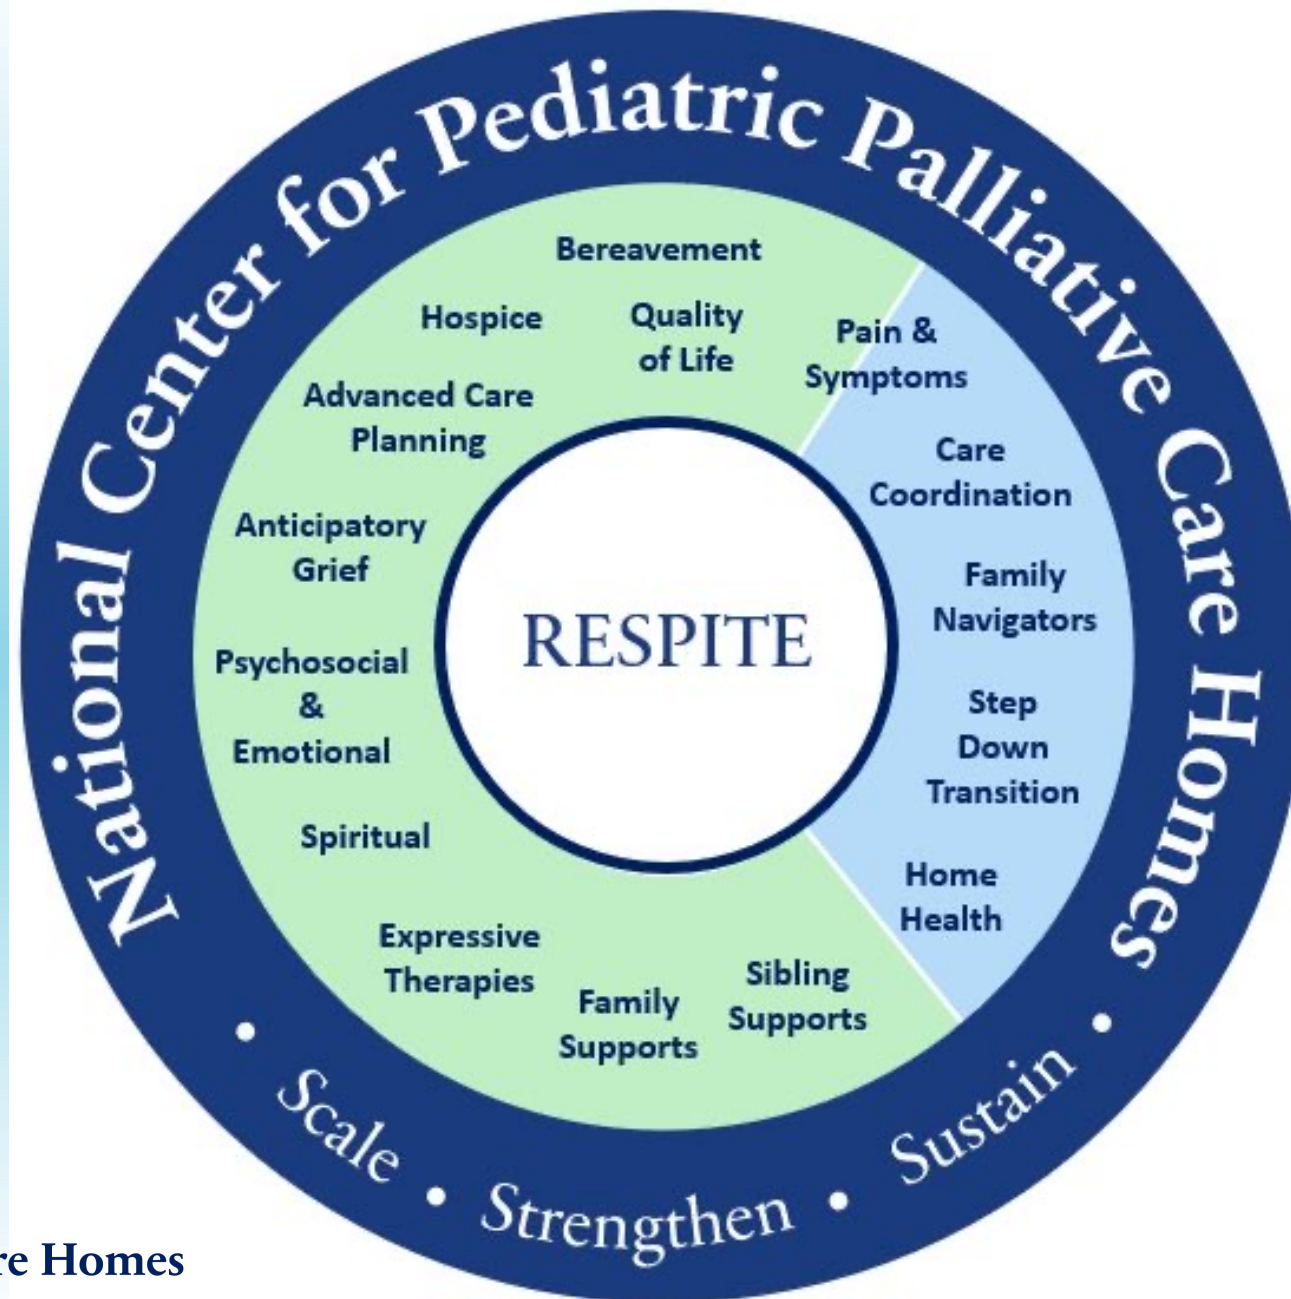 National Center for Pediatric Palliative Care Homes
Bereavement
Hospice
Quality
of Life
Pain &
Symptoms
Advanced Care
Planning
Care
Coordination
Anticipatory
Grief
Family
Navigators
RESPITE
Psychosocial
&
Emotional
Step
Down
Transition
Spiritual
Home
Health
Expressive
Therapies
Family
Supports
Sibling
Supports
• Scale • Strengthen • Sustain •
re Homes